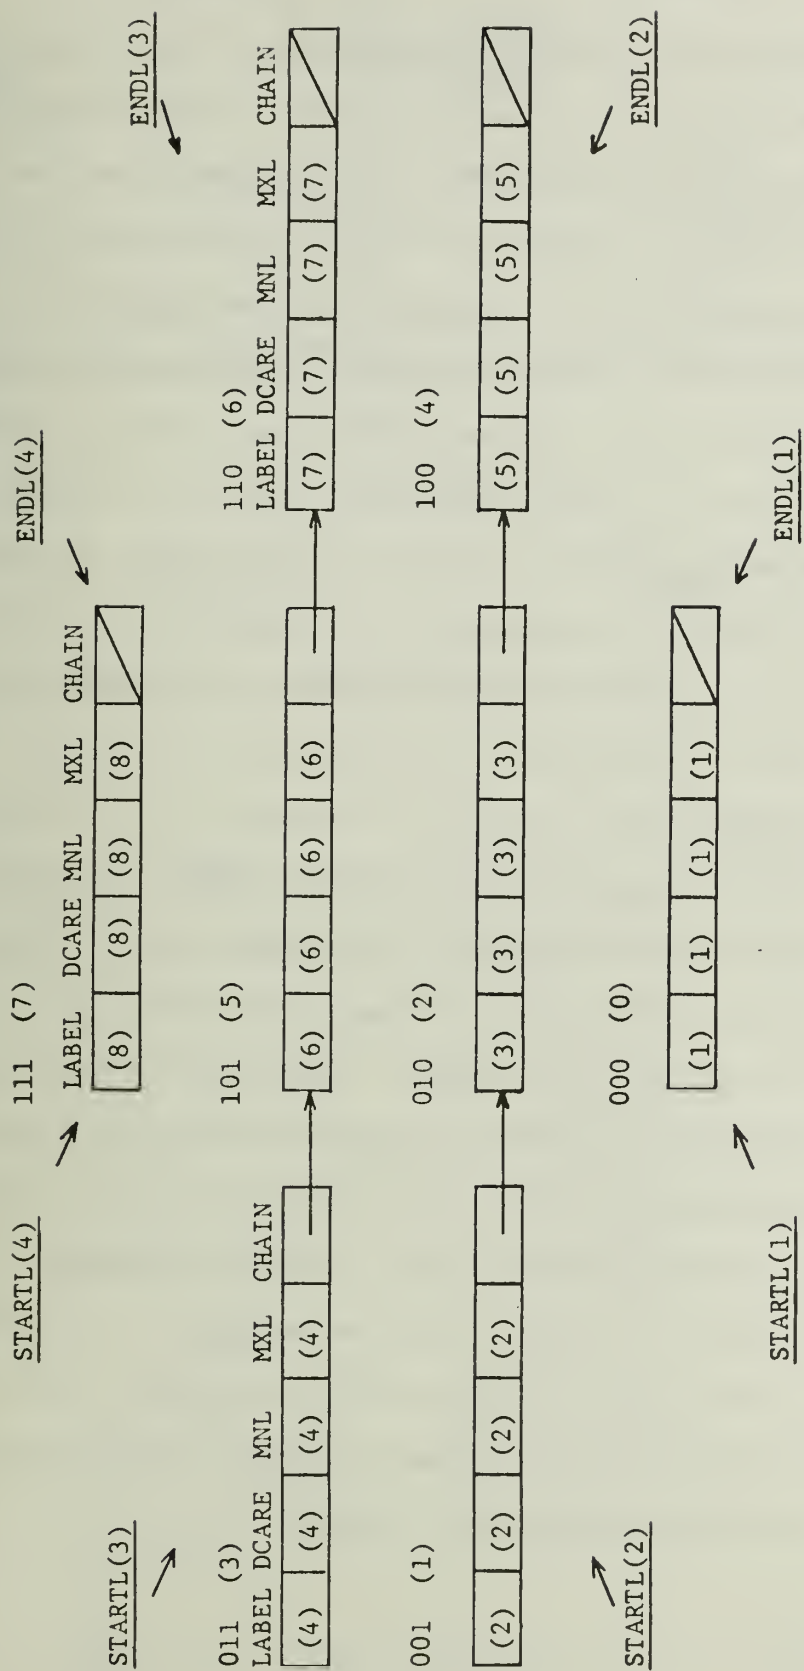 STARTL(4) ENDL(4)
111 (7)
LABEL DCARE MNL MXL CHAIN
(8) (8) (8) (8)
STARTL(3) ENDL(3)
011 (3) 101 (5) 110 (6)
LABEL DCARE MNL MXL CHAIN LABEL DCARE MNL MXL CHAIN
(4) (4) (4) (4) (6) (6) (6) (6) (7) (7) (7) (7)
001 (1) 010 (2) 100 (4)
(2) (2) (2) (2) (3) (3) (3) (3) (5) (5) (5) (5)
STARTL(2) ENDL(2)
000 (0)
(1) (1) (1) (1)
STARTL(1) ENDL(1)